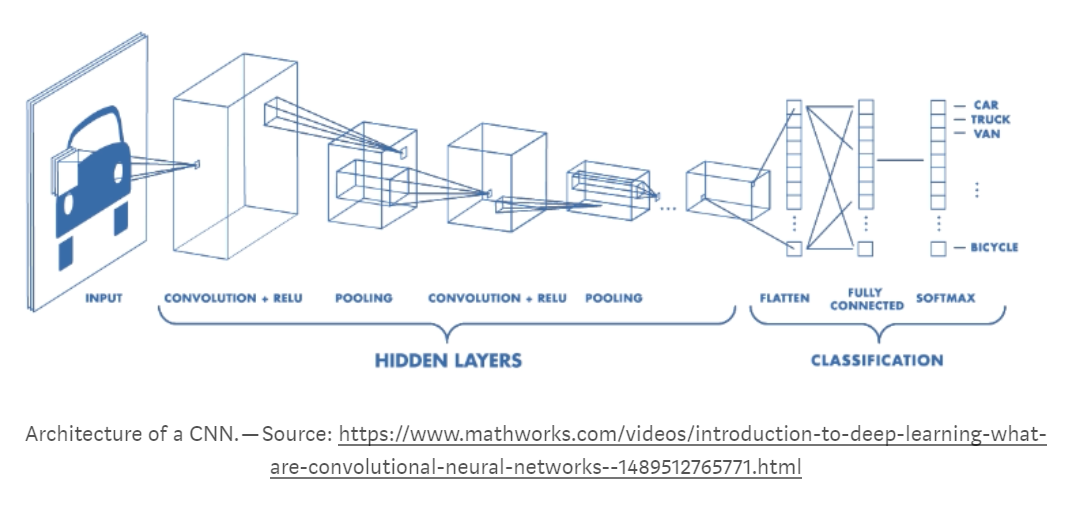 CAR
TRUCK
VAN
BICYCLE
INPUT
CONVOLUTION + RELU
POOLING
CONVOLUTION + RELU
POOLING
FLATTEN
FULLY
CONNECTED
SOFTMAX
HIDDEN LAYERS
CLASSIFICATION
Architecture of a CNN. — Source: https://www.mathworks.com/videos/introduction-to-deep-learning-what-
are-convolutional-neural-networks--1489512765771.html